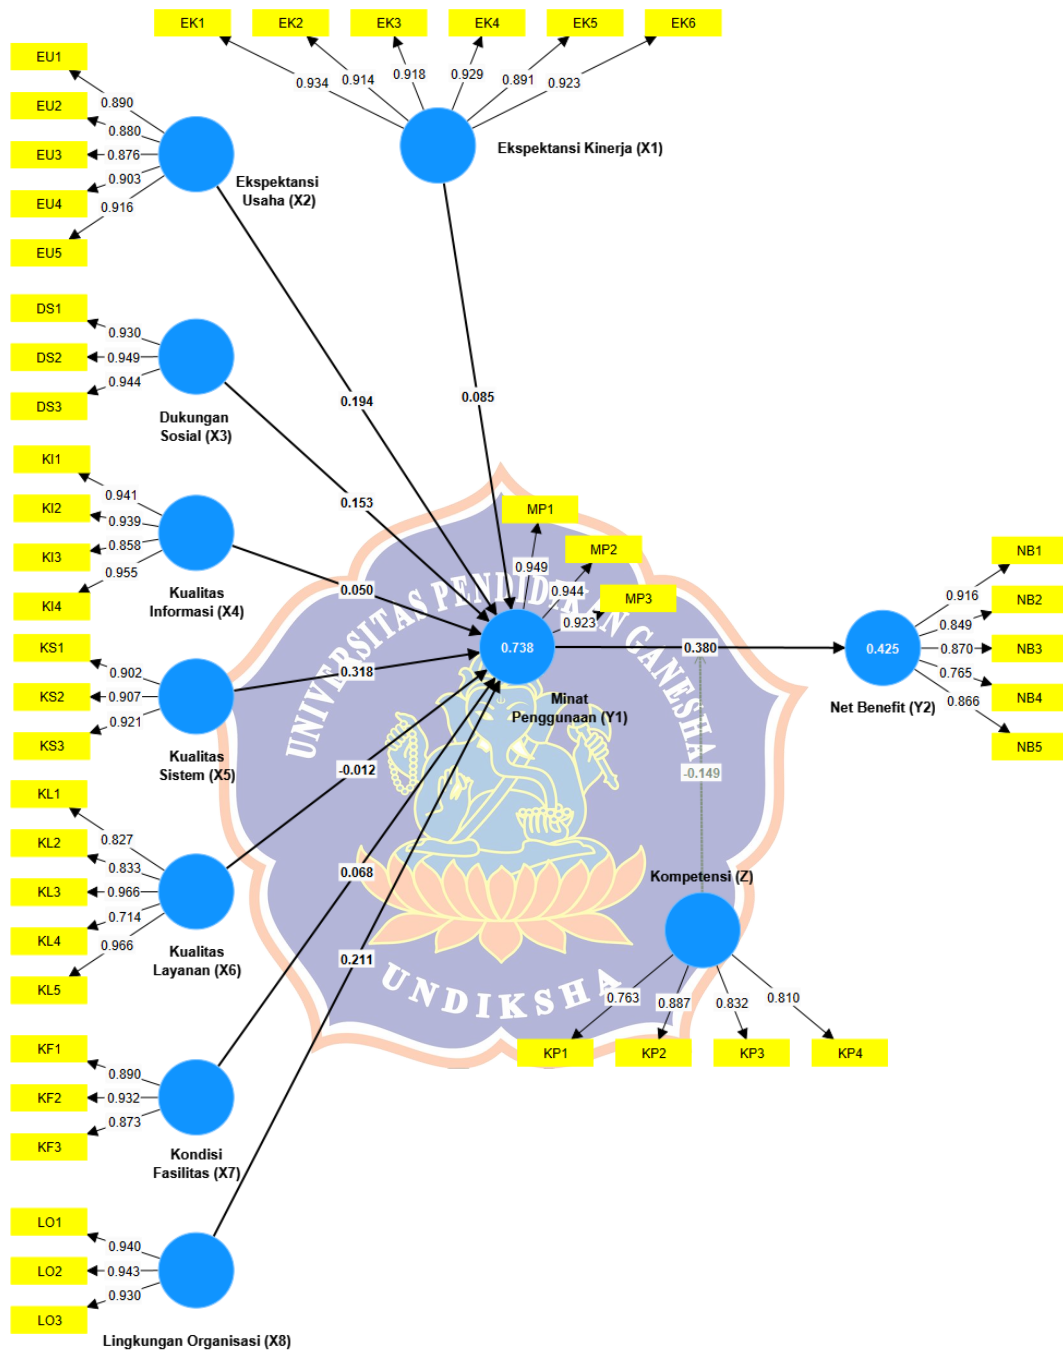 EK1
EK2
EK3
EK4
EK5
EK6
0.934
0.914
0.918
0.929
0.891
0.923
Ekspektansi Kinerja (X1)
EU1
EU2
EU3
EU4
EU5
0.890
0.880
0.876
0.903
0.916
Ekspektansi
Usaha (X2)
DS1
DS2
DS3
0.930
0.949
0.944
Dukungan
Sosial (X3)
KI1
KI2
KI3
KI4
0.941
0.939
0.858
0.955
Kualitas
Informasi (X4)
KS1
KS2
KS3
0.902
0.907
0.921
Kualitas
Sistem (X5)
KL1
KL2
KL3
KL4
KL5
0.827
0.833
0.966
0.714
0.966
Kualitas
Layanan (X6)
KF1
KF2
KF3
0.890
0.932
0.873
Kondisi
Fasilitas (X7)
LO1
LO2
LO3
0.940
0.943
0.930
Lingkungan Organisasi (X8)
0.085
0.194
0.153
0.050
0.318
-0.012
0.068
0.211
MP1
MP2
MP3
0.949
0.944
0.923
0.738
Minat
Penggunaan (Y1)
0.380
-0.149
0.425
Net Benefit (Y2)
NB1
NB2
NB3
NB4
NB5
0.916
0.849
0.870
0.765
0.866
Kompetensi (Z)
0.763
0.887
0.832
0.810
KP1
KP2
KP3
KP4
UNIVERSITAS PENDIDIKAN GANESHA
UNDIKSHA